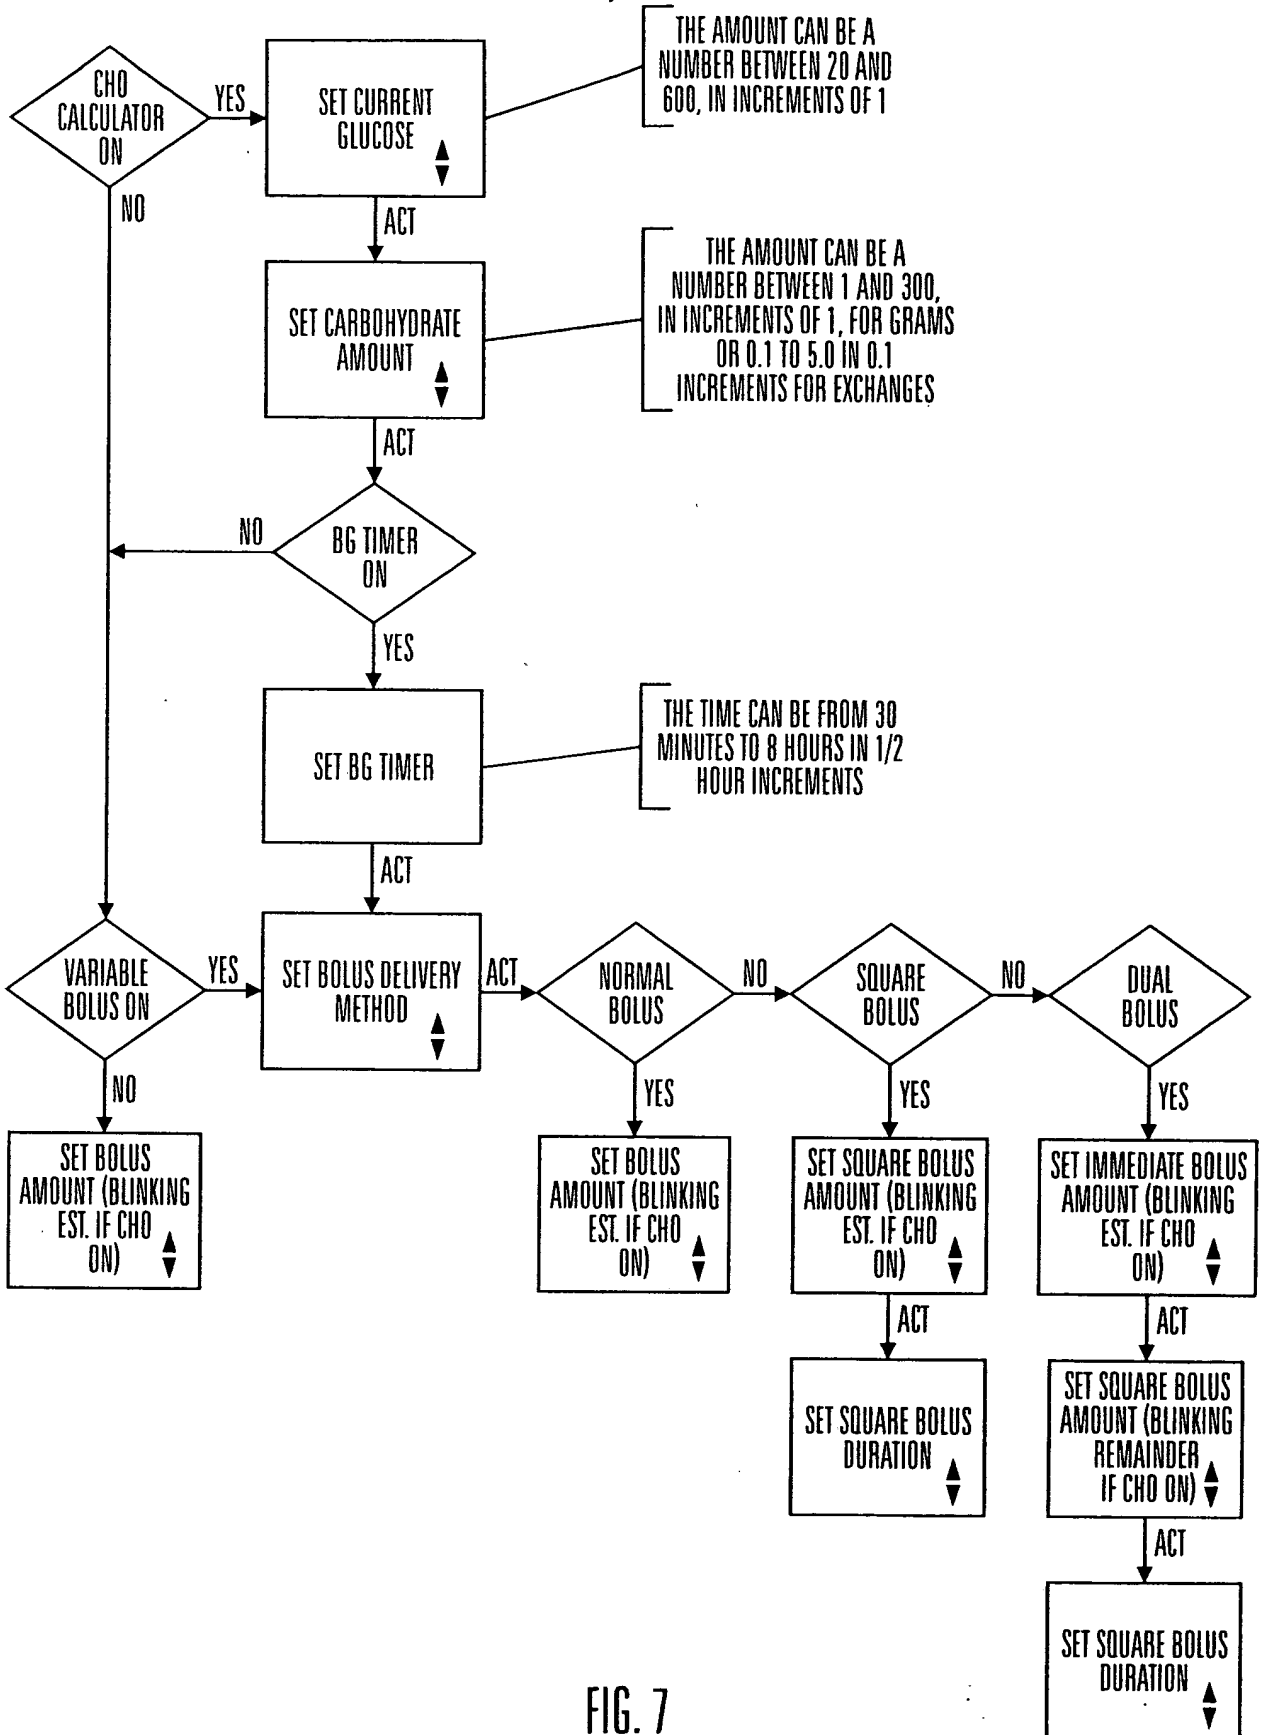 CHO
CALCULATOR
ON
YES
NO
SET CURRENT
GLUCOSE
THE AMOUNT CAN BE A
NUMBER BETWEEN 20 AND
600, IN INCREMENTS OF 1
ACT
SET CARBOHYDRATE
AMOUNT
THE AMOUNT CAN BE A
NUMBER BETWEEN 1 AND 300,
IN INCREMENTS OF 1, FOR GRAMS
OR 0.1 TO 5.0 IN 0.1
INCREMENTS FOR EXCHANGES
ACT
BG TIMER
ON
NO
YES
SET BG TIMER
THE TIME CAN BE FROM 30
MINUTES TO 8 HOURS IN 1/2
HOUR INCREMENTS
ACT
VARIABLE
BOLUS ON
YES
NO
SET BOLUS DELIVERY
METHOD
ACT
NORMAL
BOLUS
NO
YES
SQUARE
BOLUS
NO
YES
DUAL
BOLUS
YES
SET BOLUS
AMOUNT (BLINKING
EST. IF CHO
ON)
SET BOLUS
AMOUNT (BLINKING
EST. IF CHO
ON)
SET SQUARE BOLUS
AMOUNT (BLINKING
EST. IF CHO
ON)
ACT
SET SQUARE BOLUS
DURATION
SET IMMEDIATE BOLUS
AMOUNT (BLINKING
EST. IF CHO
ON)
ACT
SET SQUARE BOLUS
AMOUNT (BLINKING
REMAINDER
IF CHO ON)
ACT
SET SQUARE BOLUS
DURATION
FIG. 7